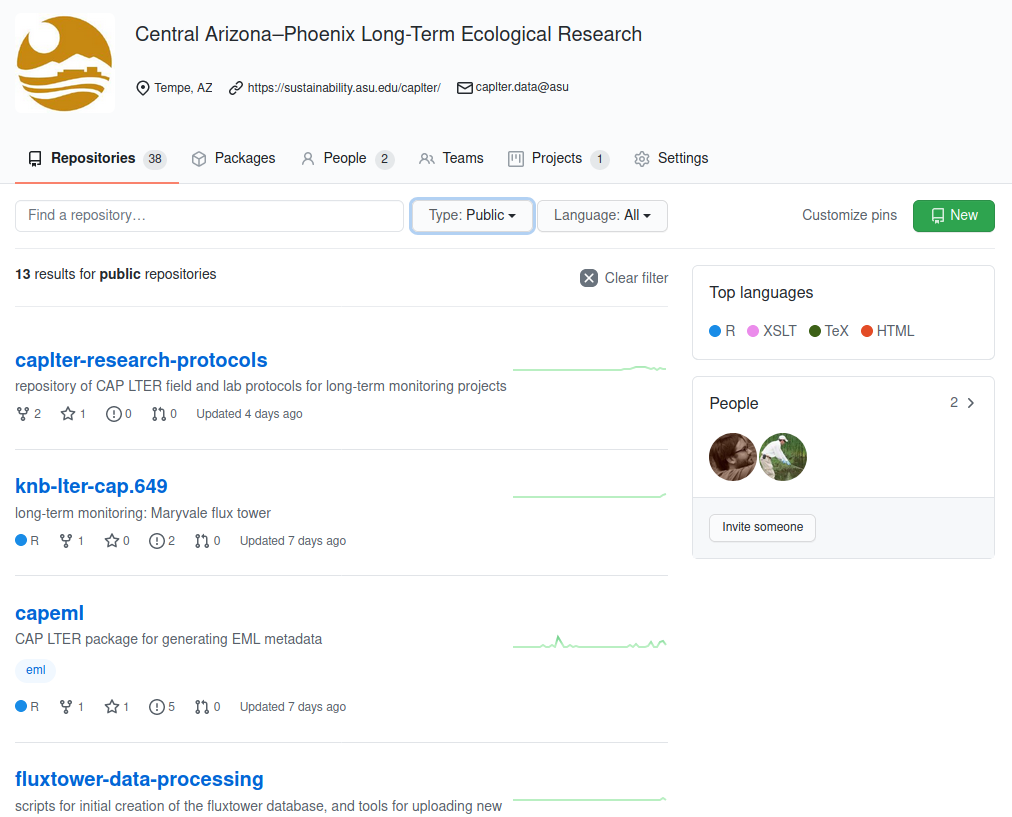 Central Arizona–Phoenix Long-Term Ecological Research
Tempe, AZ https://sustainability.asu.edu/caplter/ caplter.data@asu
Repositories 38 Packages People 2 Teams Projects 1 Settings
Find a repository… Type: Public Language: All Customize pins New
13 results for public repositories Clear filter
Top languages
R XSLT TeX HTML
caplter-research-protocols
repository of CAP LTER field and lab protocols for long-term monitoring projects
2 1 0 0 Updated 4 days ago
People 2
Invite someone
knb-lter-cap.649
long-term monitoring: Maryvale flux tower
R 1 0 2 0 Updated 7 days ago
capeml
CAP LTER package for generating EML metadata
eml
R 1 1 5 0 Updated 7 days ago
fluxtower-data-processing
scripts for initial creation of the fluxtower database, and tools for uploading new